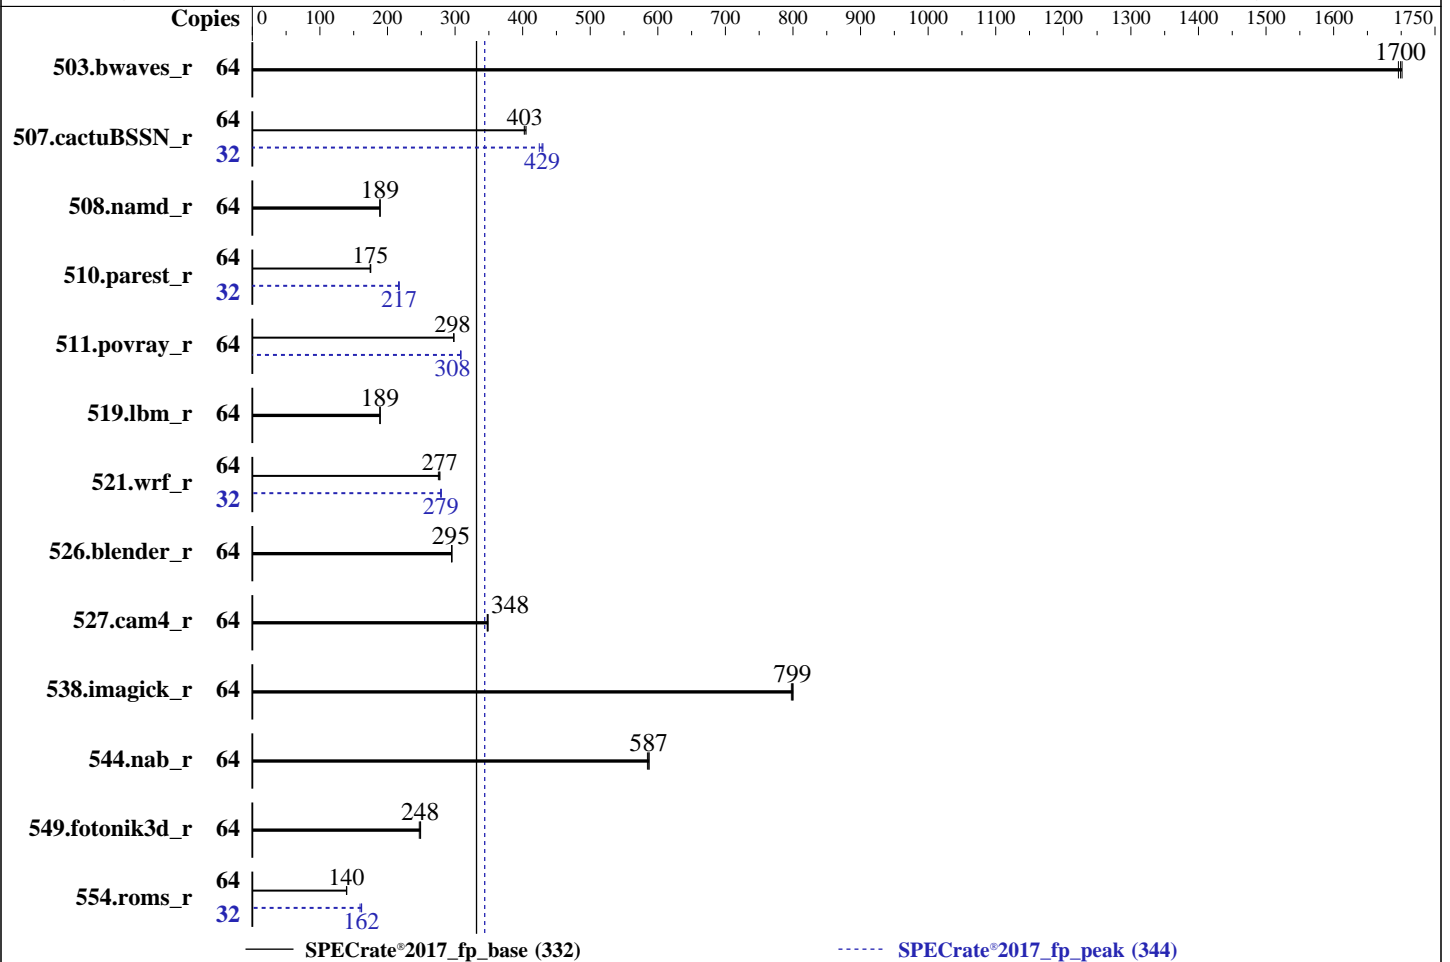 Copies 0 100 200 300 400 500 600 700 800 900 1000 1100 1200 1300 1400 1500 1600 1750
503.bwaves_r 64 1700
507.cactuBSSN_r 64 403
32 429
508.namd_r 64 189
510.parest_r 64 175
32 217
511.povray_r 64 298
308
519.lbm_r 64 189
521.wrf_r 64 277
32 279
526.blender_r 64 295
527.cam4_r 64 348
538.imagick_r 64 799
544.nab_r 64 587
549.fotonik3d_r 64 248
554.roms_r 64 140
32 162
SPECrate®2017_fp_base (332) SPECrate®2017_fp_peak (344)